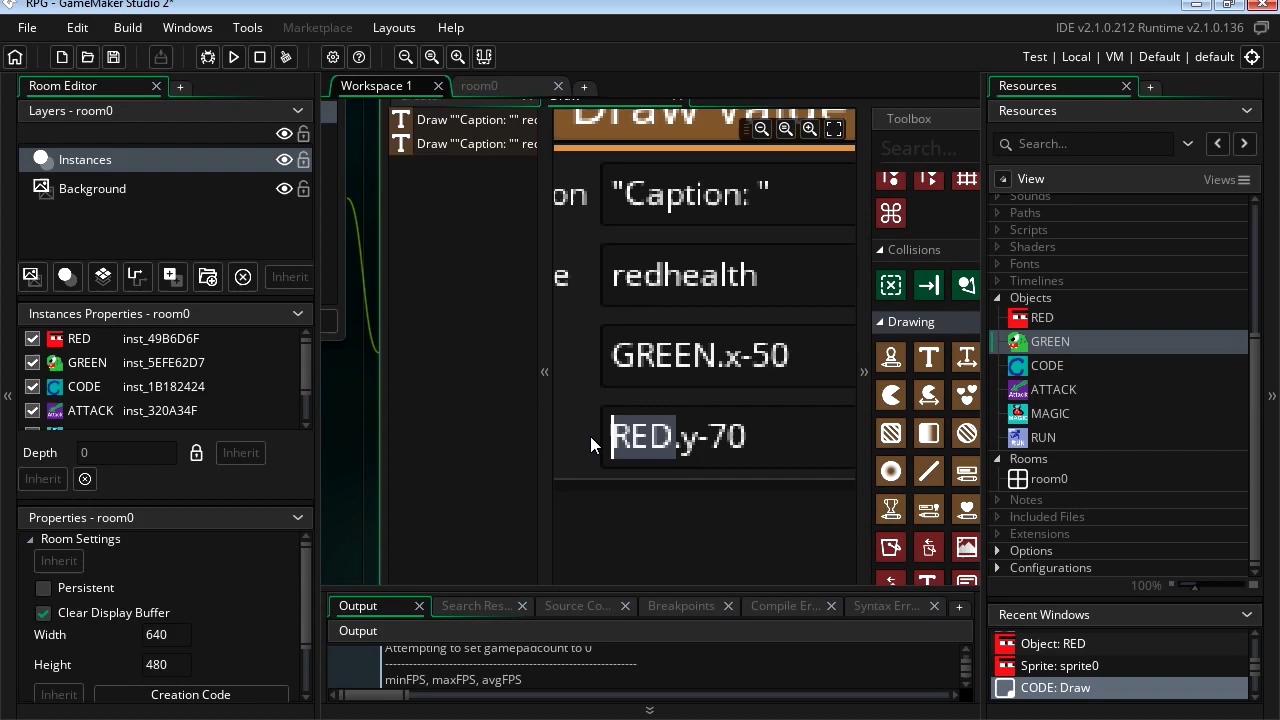 RPG - GameMaker Studio 2*
File Edit Build Windows Tools Marketplace Layouts Help
IDE v2.1.0.212 Runtime v2.1.0.136
Test | Local | VM | Default | default
Room Editor
Layers - room0
Instances
Background
Inherit
Instances Properties - room0
RED inst_49B6D6F
GREEN inst_5EFE62D7
CODE inst_1B182424
ATTACK inst_320A34F
Depth 0 Inherit
Inherit
Properties - room0
Room Settings
Inherit
Persistent
Clear Display Buffer
Width 640
Height 480
Inherit Creation Code
Workspace 1 room0
Draw ""Caption: "" red
Draw ""Caption: "" red
Draw Value
on "Caption: "
e redhealth
GREEN.x-50
RED.y-70
Toolbox
Search...
Collisions
Drawing
Output Search Res... Source Co... Breakpoints Compile Er... Syntax Err...
Output
Attempting to set gamepadcount to 0
minFPS, maxFPS, avgFPS
Resources
Resources
Search...
View Views
Sounds
Paths
Scripts
Shaders
Fonts
Timelines
Objects
RED
GREEN
CODE
ATTACK
MAGIC
RUN
Rooms
room0
Notes
Included Files
Extensions
Options
Configurations
100%
Recent Windows
Object: RED
Sprite: sprite0
CODE: Draw